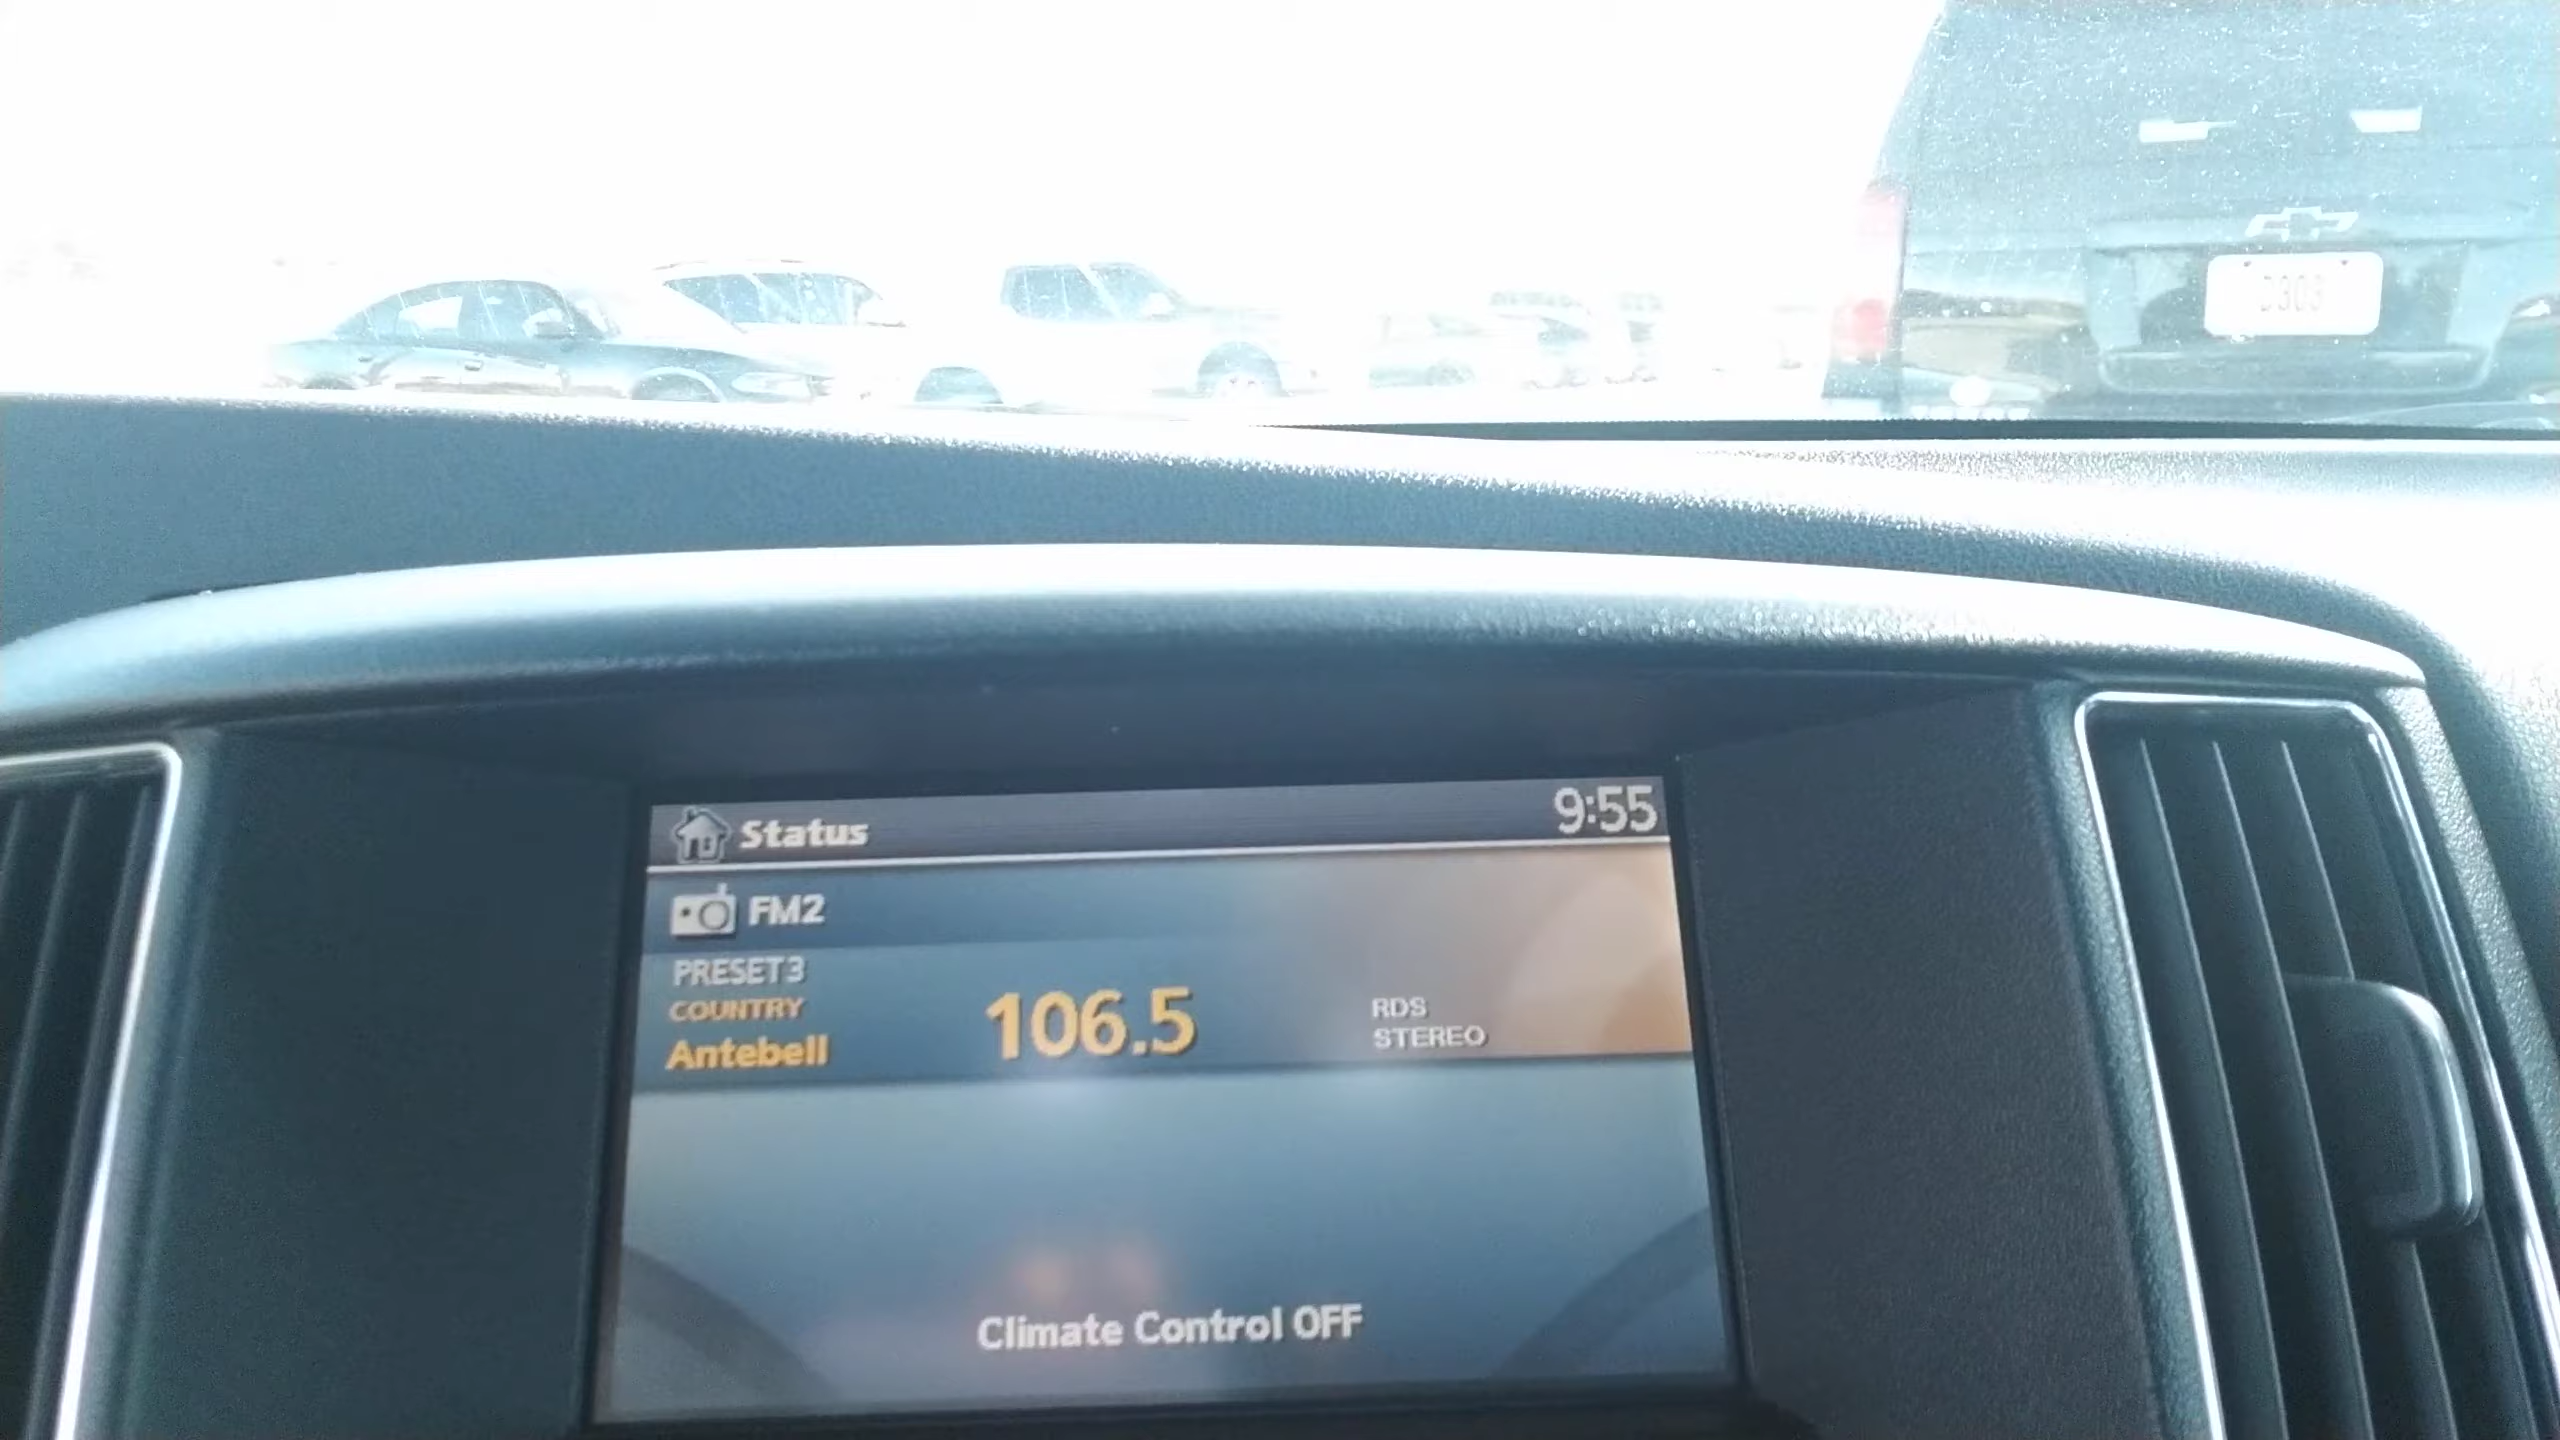 Status
9:55
FM2
PRESET3
COUNTRY
Antebell
106.5
RDS
STEREO
Climate Control OFF